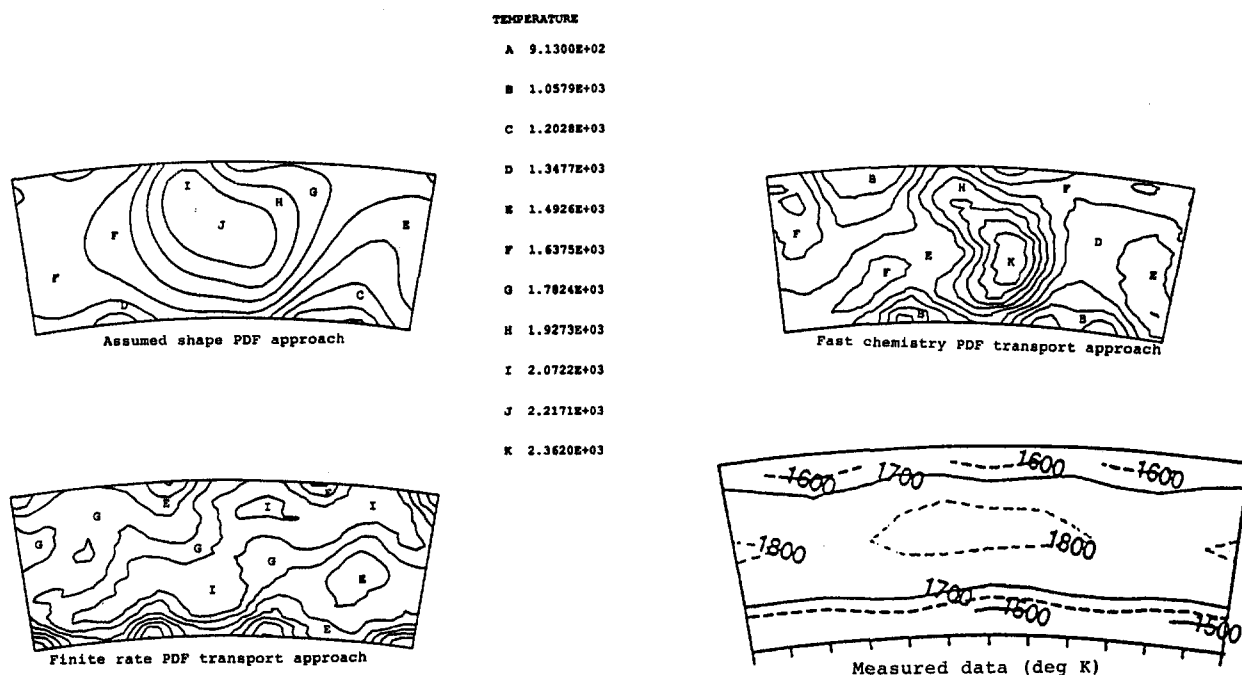 TEMPERATURE
A 9.1300E+02
B 1.0579E+03
C 1.2028E+03
D 1.3477E+03
E 1.4926E+03
F 1.6375E+03
G 1.7824E+03
H 1.9273E+03
I 2.0722E+03
J 2.2171E+03
K 2.3620E+03
I
G
H
J
E
F
F
C
D
Assumed shape PDF approach
B
H
F
F
E
D
K
F
E
B
B
Fast chemistry PDF transport approach
E
G
I
I
G
G
G
E
I
E
Finite rate PDF transport approach
1600
1700
1600
1600
1800
1800
1700
1600
1500
Measured data (deg K)